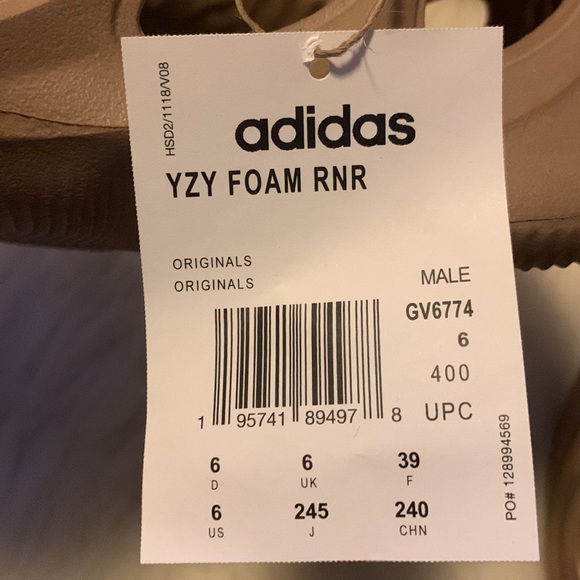 HSD2/1118/V08
adidas
YZY FOAM RNR
ORIGINALS
ORIGINALS
MALE
GV6774
6
400
1 95741 89497 8 UPC
6 6 39
D UK F
6 245 240
US J CHN
PO# 128994569